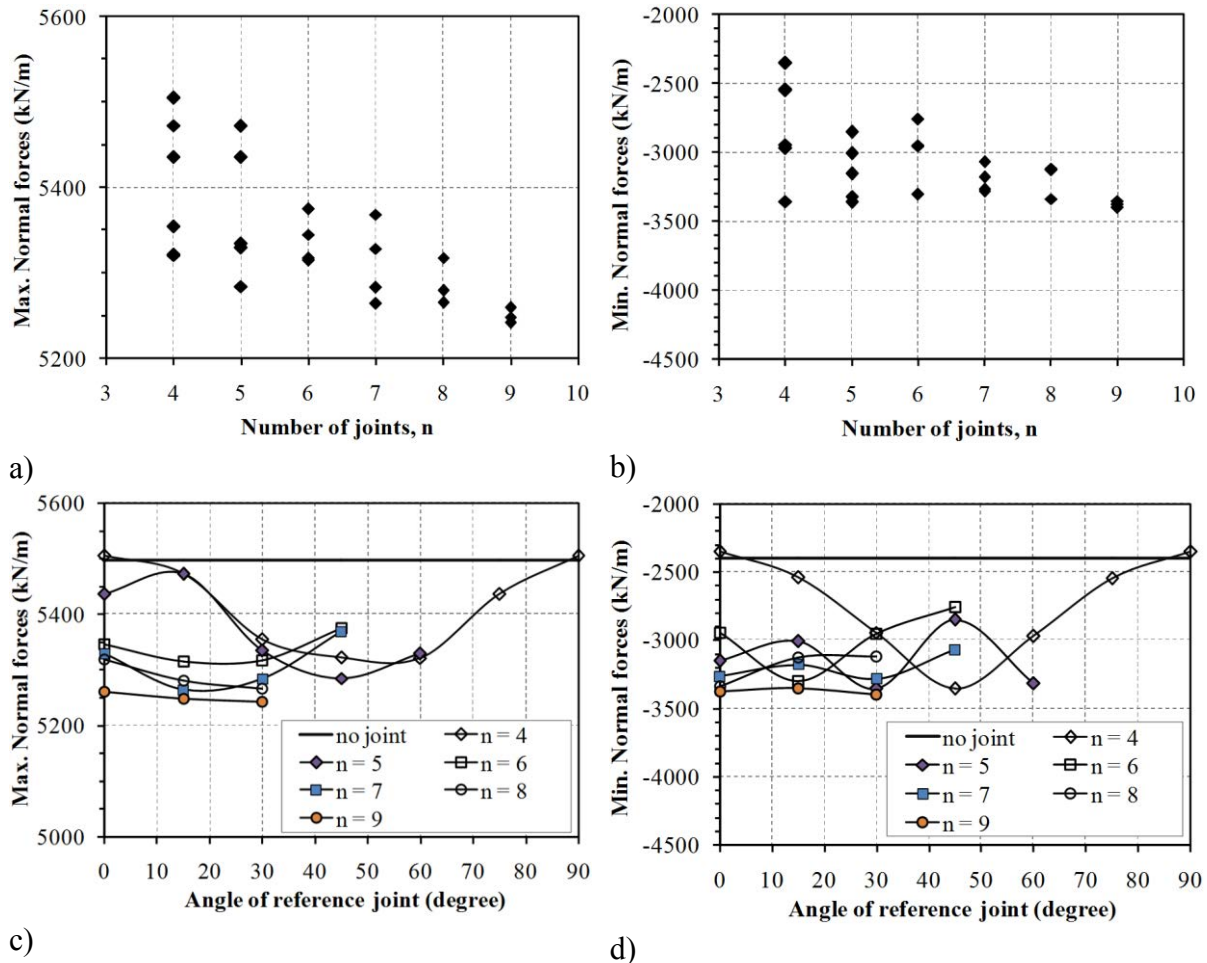 5600
5400
5200
Max. Normal forces (kN/m)
3 4 5 6 7 8 9 10
Number of joints, n
a)
-2000
-2500
-3000
-3500
-4000
-4500
Min. Normal forces (kN/m)
3 4 5 6 7 8 9 10
Number of joints, n
b)
5600
5400
5200
5000
Max. Normal forces (kN/m)
no joint n = 4
n = 5 n = 6
n = 7 n = 8
n = 9
0 10 20 30 40 50 60 70 80 90
Angle of reference joint (degree)
c)
-2000
-2500
-3000
-3500
-4000
-4500
Min. Normal forces (kN/m)
no joint n = 4
n = 5 n = 6
n = 7 n = 8
n = 9
0 10 20 30 40 50 60 70 80 90
Angle of reference joint (degree)
d)